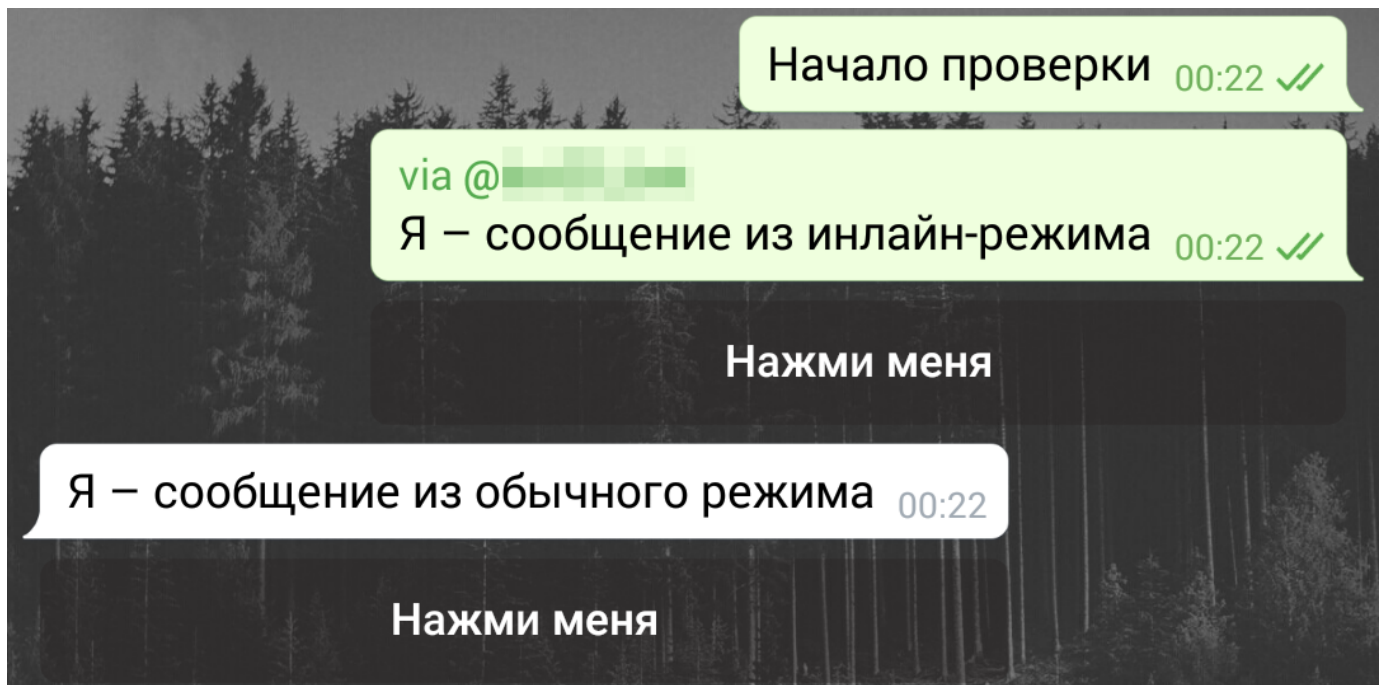 Начало проверки 00:22
via @
Я – сообщение из инлайн-режима 00:22
Нажми меня
Я – сообщение из обычного режима 00:22
Нажми меня